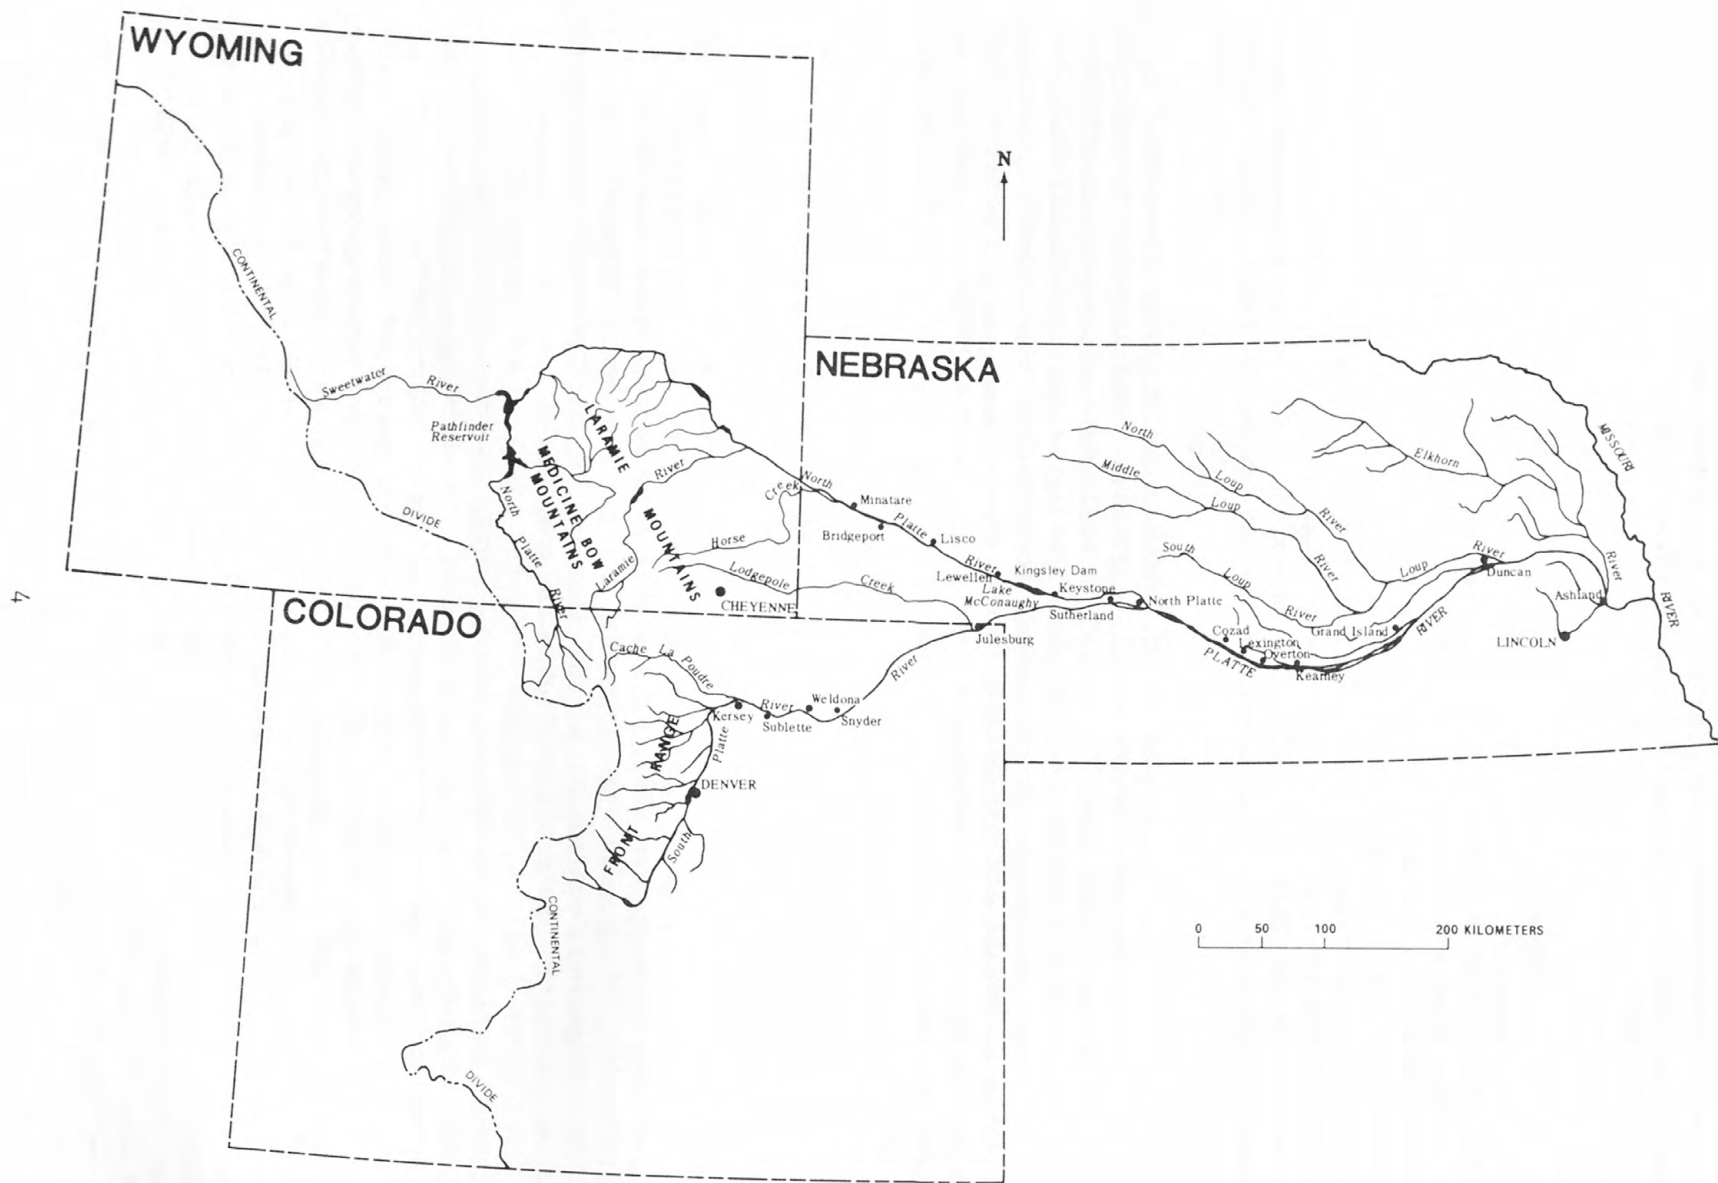 WYOMING
N
CONTINENTAL
NEBRASKA
Sweetwater River
Pathfinder
Reservoir
LARAMIE
MOUNTAINS
MEDICINE BOW
MOUNTAINS
North Platte River
DIVIDE
Laramie River
Horse Creek
Lodgepole Creek
CHEYENNE
North Platte River
Minatare
Bridgeport
Lisco
Lewellen
Kingsley Dam
Lake
McConaughy
Keystone
Sutherland
North Platte
North Loup River
Middle Loup River
South Loup River
Loup River
Elkhorn River
MISSOURI RIVER
Duncan
Ashland
LINCOLN
Grand Island
Cozad
Lexington
Overton
Kearney
PLATTE RIVER
COLORADO
Julesburg
Cache La Poudre
Kersey
Sublette
Weldona
Snyder
South Platte River
DENVER
FRONT RANGE
CONTINENTAL
DIVIDE
0 50 100 200 KILOMETERS
4